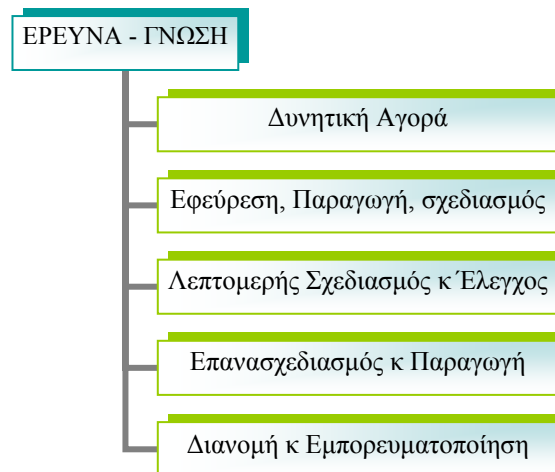 ΕΡΕΥΝΑ - ΓΝΩΣΗ
Δυνητική Αγορά
Εφεύρεση, Παραγωγή, σχεδιασμός
Λεπτομερής Σχεδιασμός κ Έλεγχος
Επανασχεδιασμός κ Παραγωγή
Διανομή κ Εμπορευματοποίηση